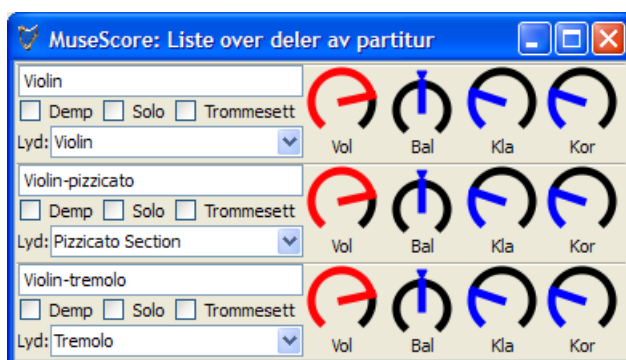 MuseScore: Liste over deler av partitur
Violin
Demp Solo Trommesett
Lyd: Violin
Vol Bal Kla Kor
Violin-pizzicato
Demp Solo Trommesett
Lyd: Pizzicato Section
Vol Bal Kla Kor
Violin-tremolo
Demp Solo Trommesett
Lyd: Tremolo
Vol Bal Kla Kor